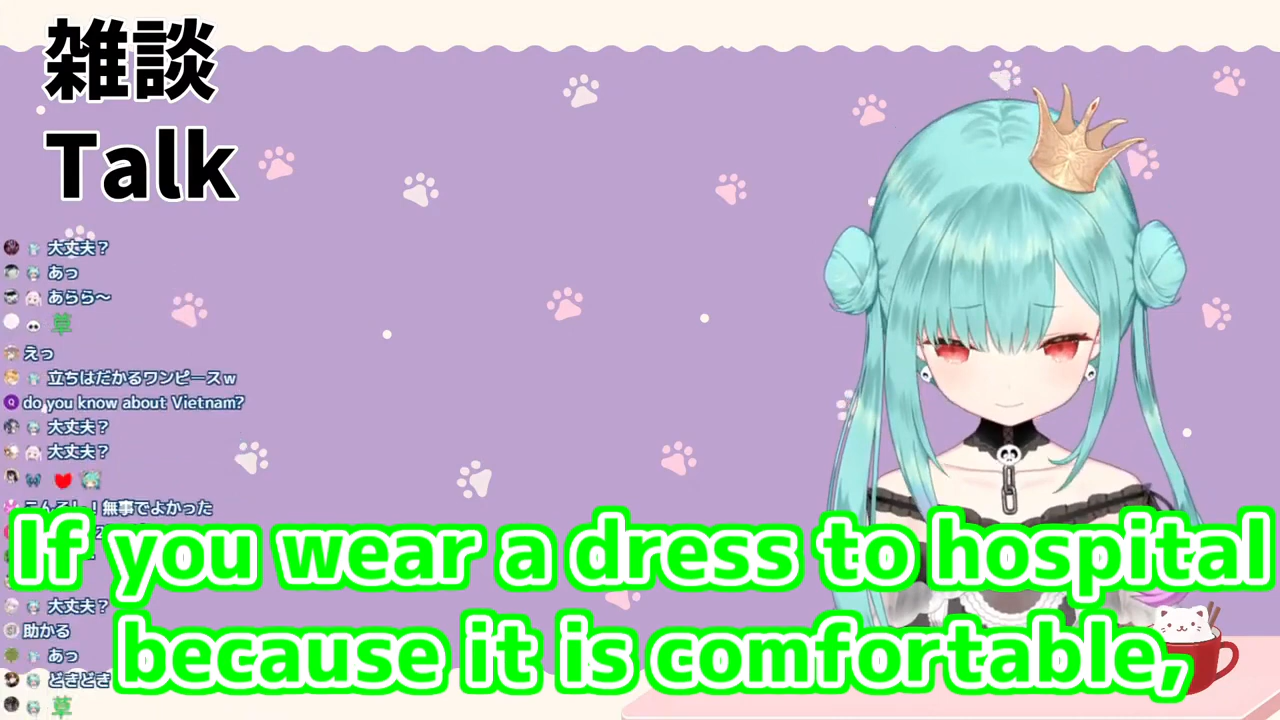 雑談
Talk
大丈夫？
あっ
あらら〜
草
えっ
立ちはだかるワンピースw
do you know about Vietnam?
大丈夫？
大丈夫？
無事でよかった
If you wear a dress to hospital
because it is comfortable,
大丈夫？
助かる
あっ
どきどき
草